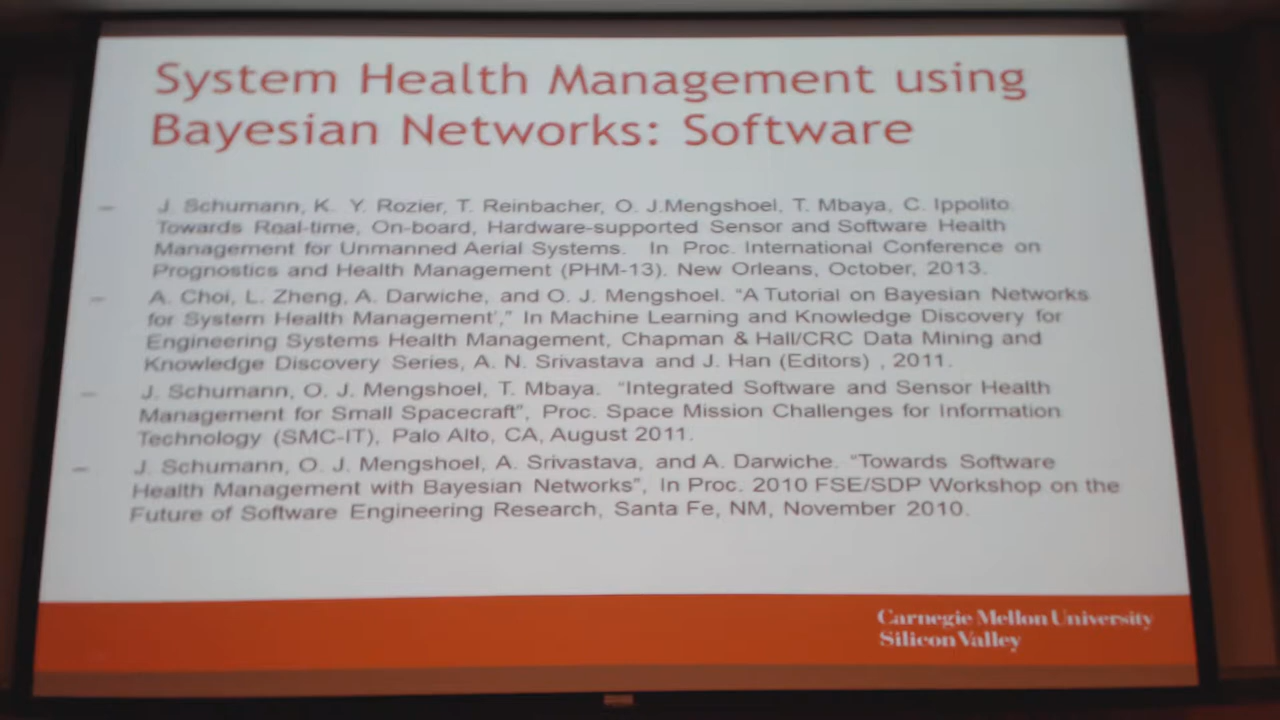 System Health Management using
Bayesian Networks: Software
– J. Schumann, K. Y. Rozier, T. Reinbacher, O. J.Mengshoel, T. Mbaya, C. Ippolito.
Towards Real-time, On-board, Hardware-supported Sensor and Software Health
Management for Unmanned Aerial Systems. In Proc. International Conference on
Prognostics and Health Management (PHM-13). New Orleans, October, 2013.
– A. Choi, L. Zheng, A. Darwiche, and O. J. Mengshoel. “A Tutorial on Bayesian Networks
for System Health Management’,” In Machine Learning and Knowledge Discovery for
Engineering Systems Health Management, Chapman & Hall/CRC Data Mining and
Knowledge Discovery Series, A. N. Srivastava and J. Han (Editors) , 2011.
– J. Schumann, O. J. Mengshoel, T. Mbaya. “Integrated Software and Sensor Health
Management for Small Spacecraft”, Proc. Space Mission Challenges for Information
Technology (SMC-IT), Palo Alto, CA, August 2011.
– J. Schumann, O. J. Mengshoel, A. Srivastava, and A. Darwiche. “Towards Software
Health Management with Bayesian Networks”, In Proc. 2010 FSE/SDP Workshop on the
Future of Software Engineering Research, Santa Fe, NM, November 2010.
Carnegie Mellon University
Silicon Valley